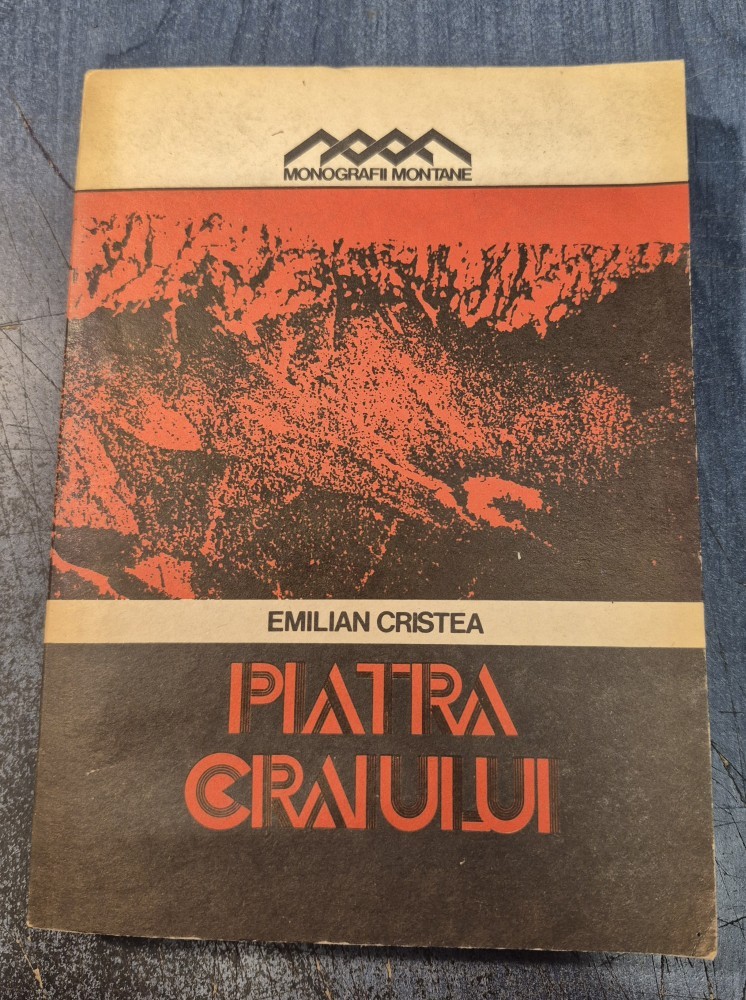 MONOGRAFII MONTANE
EMILIAN CRISTEA
PIATRA
CRAIULUI